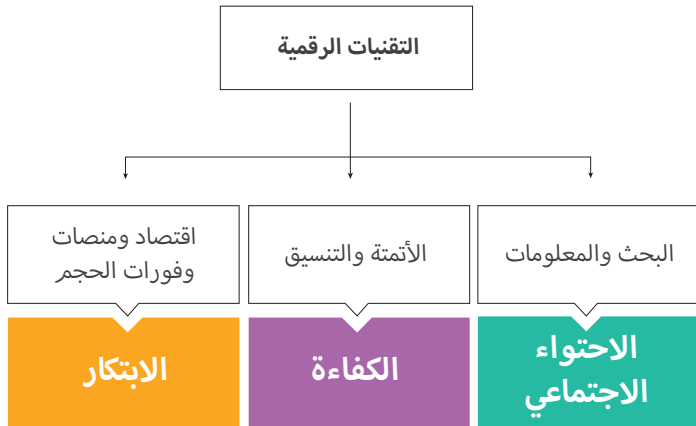 التقنيات الرقمية
البحث والمعلومات
الاحتواء
الاجتماعي
الأتمتة والتنسيق
الكفاءة
اقتصاد ومنصات
وفورات الحجم
الابتكار